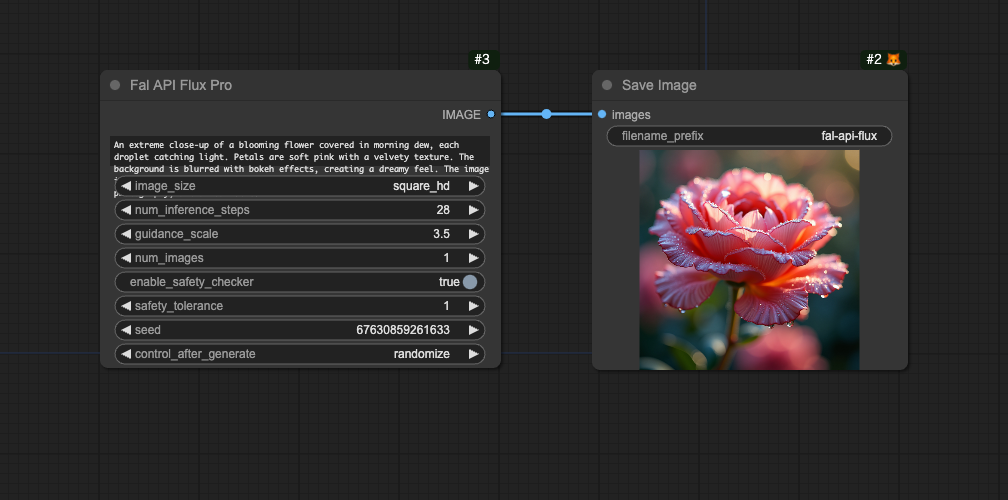 #3
Fal API Flux Pro
IMAGE
An extreme close-up of a blooming flower covered in morning dew, each
droplet catching light. Petals are soft pink with a velvety texture. The
background is blurred with bokeh effects, creating a dreamy feel. The image
image_size square_hd
num_inference_steps 28
guidance_scale 3.5
num_images 1
enable_safety_checker true
safety_tolerance 1
seed 67630859261633
control_after_generate randomize
#2 🦊
Save Image
images
filename_prefix fal-api-flux